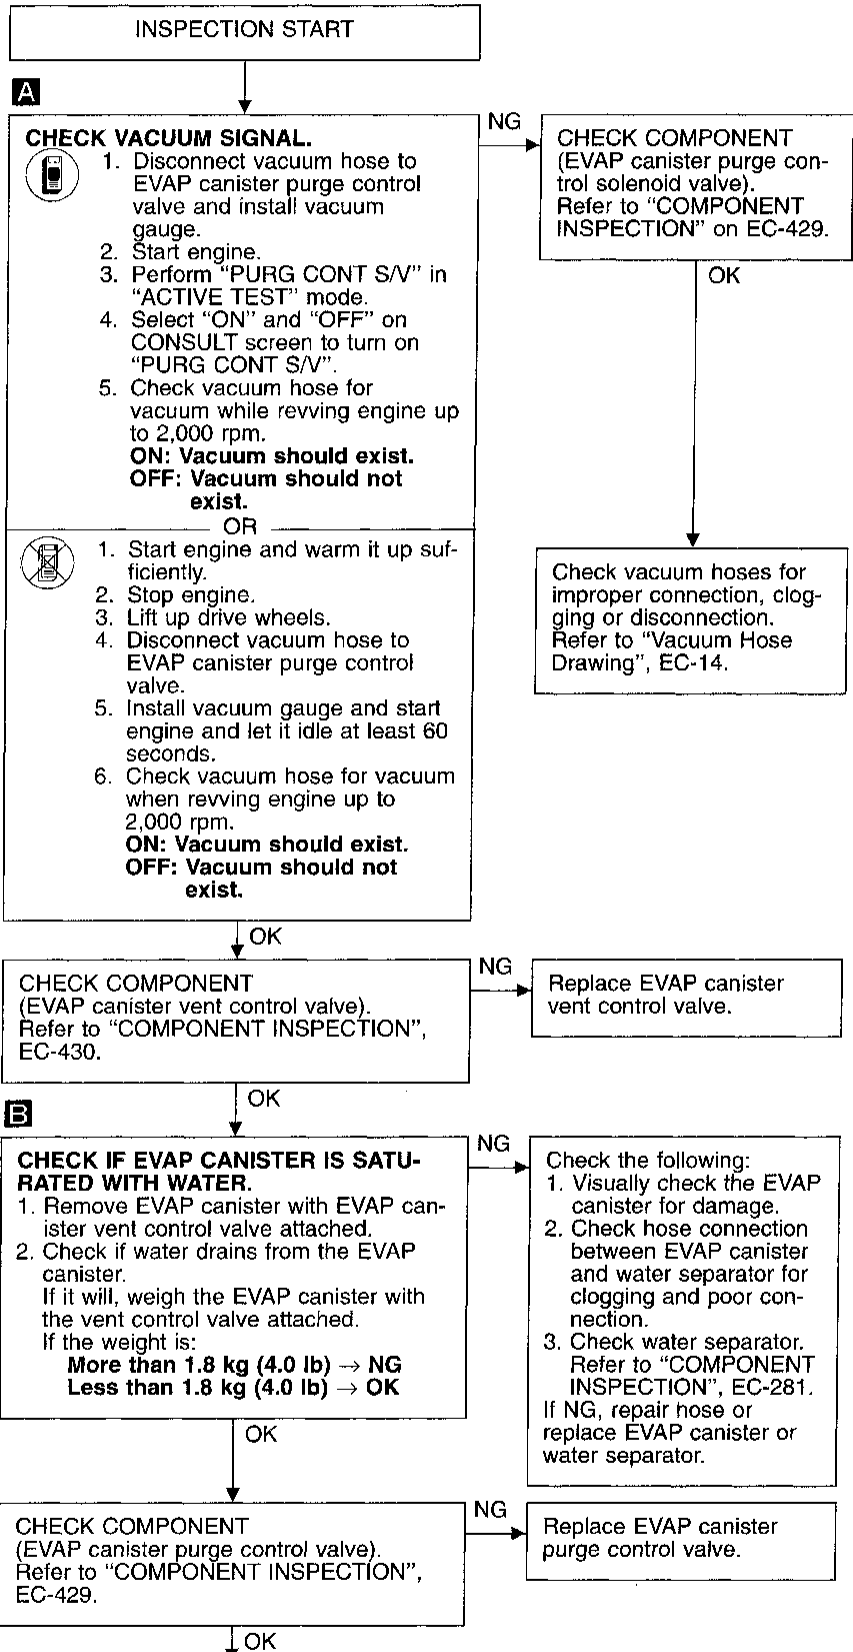 INSPECTION START
A
CHECK VACUUM SIGNAL.
1. Disconnect vacuum hose to
EVAP canister purge control
valve and install vacuum
gauge.
2. Start engine.
3. Perform “PURG CONT S/V” in
“ACTIVE TEST” mode.
4. Select “ON” and “OFF” on
CONSULT screen to turn on
“PURG CONT S/V”.
5. Check vacuum hose for
vacuum while revving engine up
to 2,000 rpm.
ON: Vacuum should exist.
OFF: Vacuum should not
exist.
OR
1. Start engine and warm it up suf-
ficiently.
2. Stop engine.
3. Lift up drive wheels.
4. Disconnect vacuum hose to
EVAP canister purge control
valve.
5. Install vacuum gauge and start
engine and let it idle at least 60
seconds.
6. Check vacuum hose for vacuum
when revving engine up to
2,000 rpm.
ON: Vacuum should exist.
OFF: Vacuum should not
exist.
NG
CHECK COMPONENT
(EVAP canister purge con-
trol solenoid valve).
Refer to “COMPONENT
INSPECTION” on EC-429.
OK
Check vacuum hoses for
improper connection, clog-
ging or disconnection.
Refer to “Vacuum Hose
Drawing”, EC-14.
OK
CHECK COMPONENT
(EVAP canister vent control valve).
Refer to “COMPONENT INSPECTION”,
EC-430.
NG
Replace EVAP canister
vent control valve.
OK
B
CHECK IF EVAP CANISTER IS SATU-
RATED WITH WATER.
1. Remove EVAP canister with EVAP can-
ister vent control valve attached.
2. Check if water drains from the EVAP
canister.
If it will, weigh the EVAP canister with
the vent control valve attached.
If the weight is:
More than 1.8 kg (4.0 lb) → NG
Less than 1.8 kg (4.0 lb) → OK
NG
Check the following:
1. Visually check the EVAP
canister for damage.
2. Check hose connection
between EVAP canister
and water separator for
clogging and poor con-
nection.
3. Check water separator.
Refer to “COMPONENT
INSPECTION”, EC-281.
If NG, repair hose or
replace EVAP canister or
water separator.
OK
CHECK COMPONENT
(EVAP canister purge control valve).
Refer to “COMPONENT INSPECTION”,
EC-429.
NG
Replace EVAP canister
purge control valve.
OK